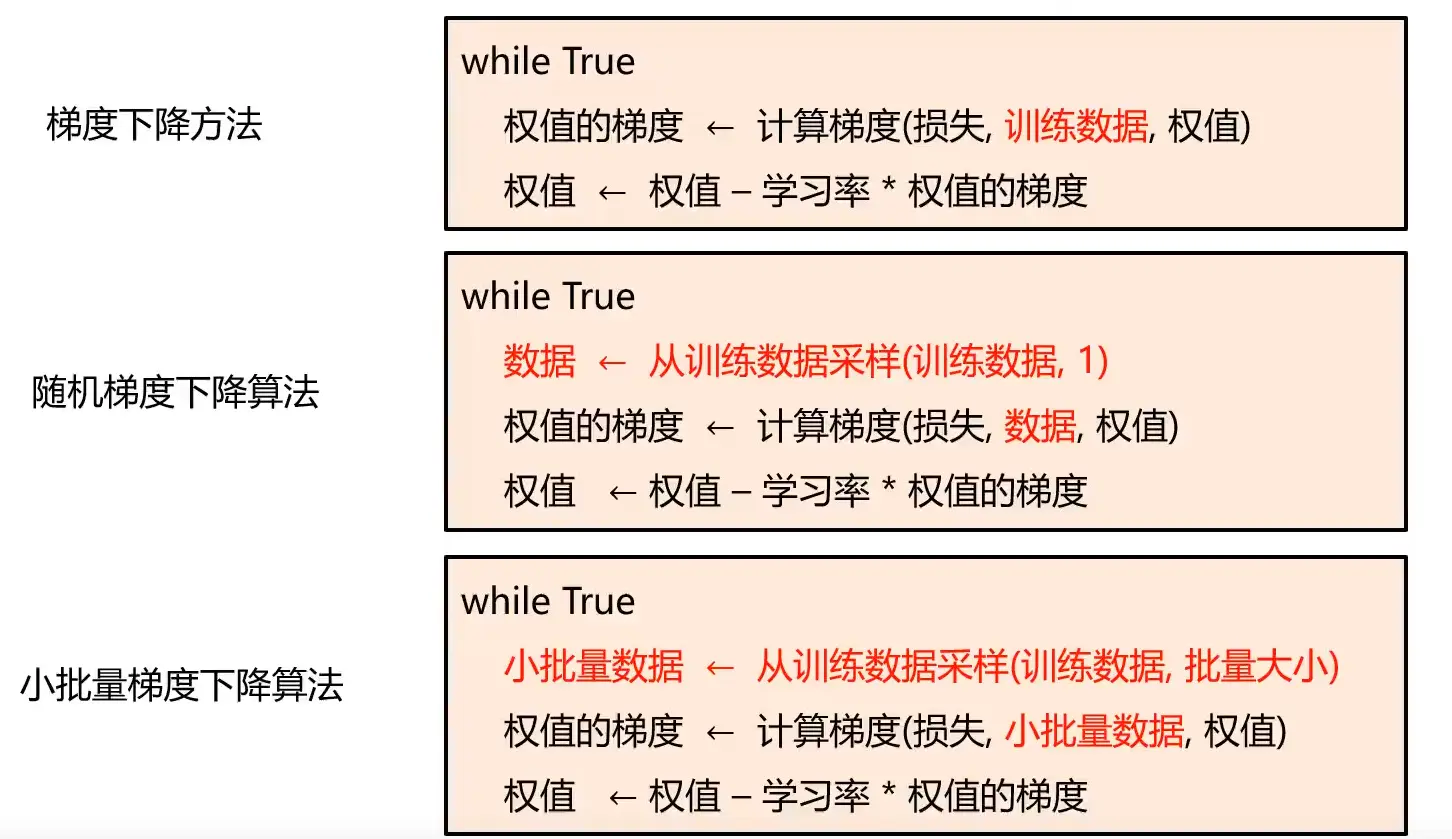 梯度下降方法
while True
权值的梯度 ← 计算梯度(损失, 训练数据, 权值)
权值 ← 权值 – 学习率 * 权值的梯度
随机梯度下降算法
while True
数据 ← 从训练数据采样(训练数据, 1)
权值的梯度 ← 计算梯度(损失, 数据, 权值)
权值 ← 权值 – 学习率 * 权值的梯度
小批量梯度下降算法
while True
小批量数据 ← 从训练数据采样(训练数据, 批量大小)
权值的梯度 ← 计算梯度(损失, 小批量数据, 权值)
权值 ← 权值 – 学习率 * 权值的梯度